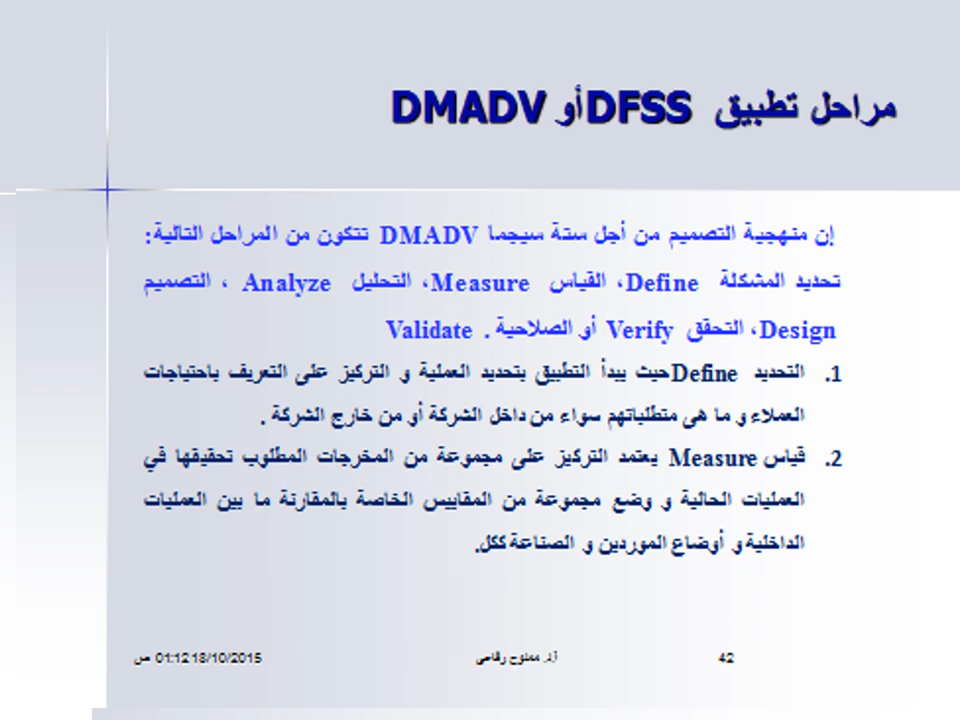 مراحل تطبيق DFSS أو DMADV
إن منهجية التصميم من أجل ستة سيجما DMADV تتكون من المراحل التالية:
تحديد المشكلة Define، القياس Measure، التحليل Analyze ، التصميم
Design، التحقق Verify أو الصلاحية . Validate
1. التحديد Define حيث يبدأ التطبيق بتحديد العملية و التركيز على التعريف باحتياجات
العملاء و ما هى متطلباتهم سواء من داخل الشركة أو من خارج الشركة .
2. قياس Measure يعتمد التركيز على مجموعة من المخرجات المطلوب تحقيقها في
العمليات الحالية و وضع مجموعة من المقاييس الخاصة بالمقارنة ما بين العمليات
الداخلية و أوضاع الموردين و الصناعة ككل.
42
أ.د. ممدوح رفاعي
01:12 18/10/2015 ص